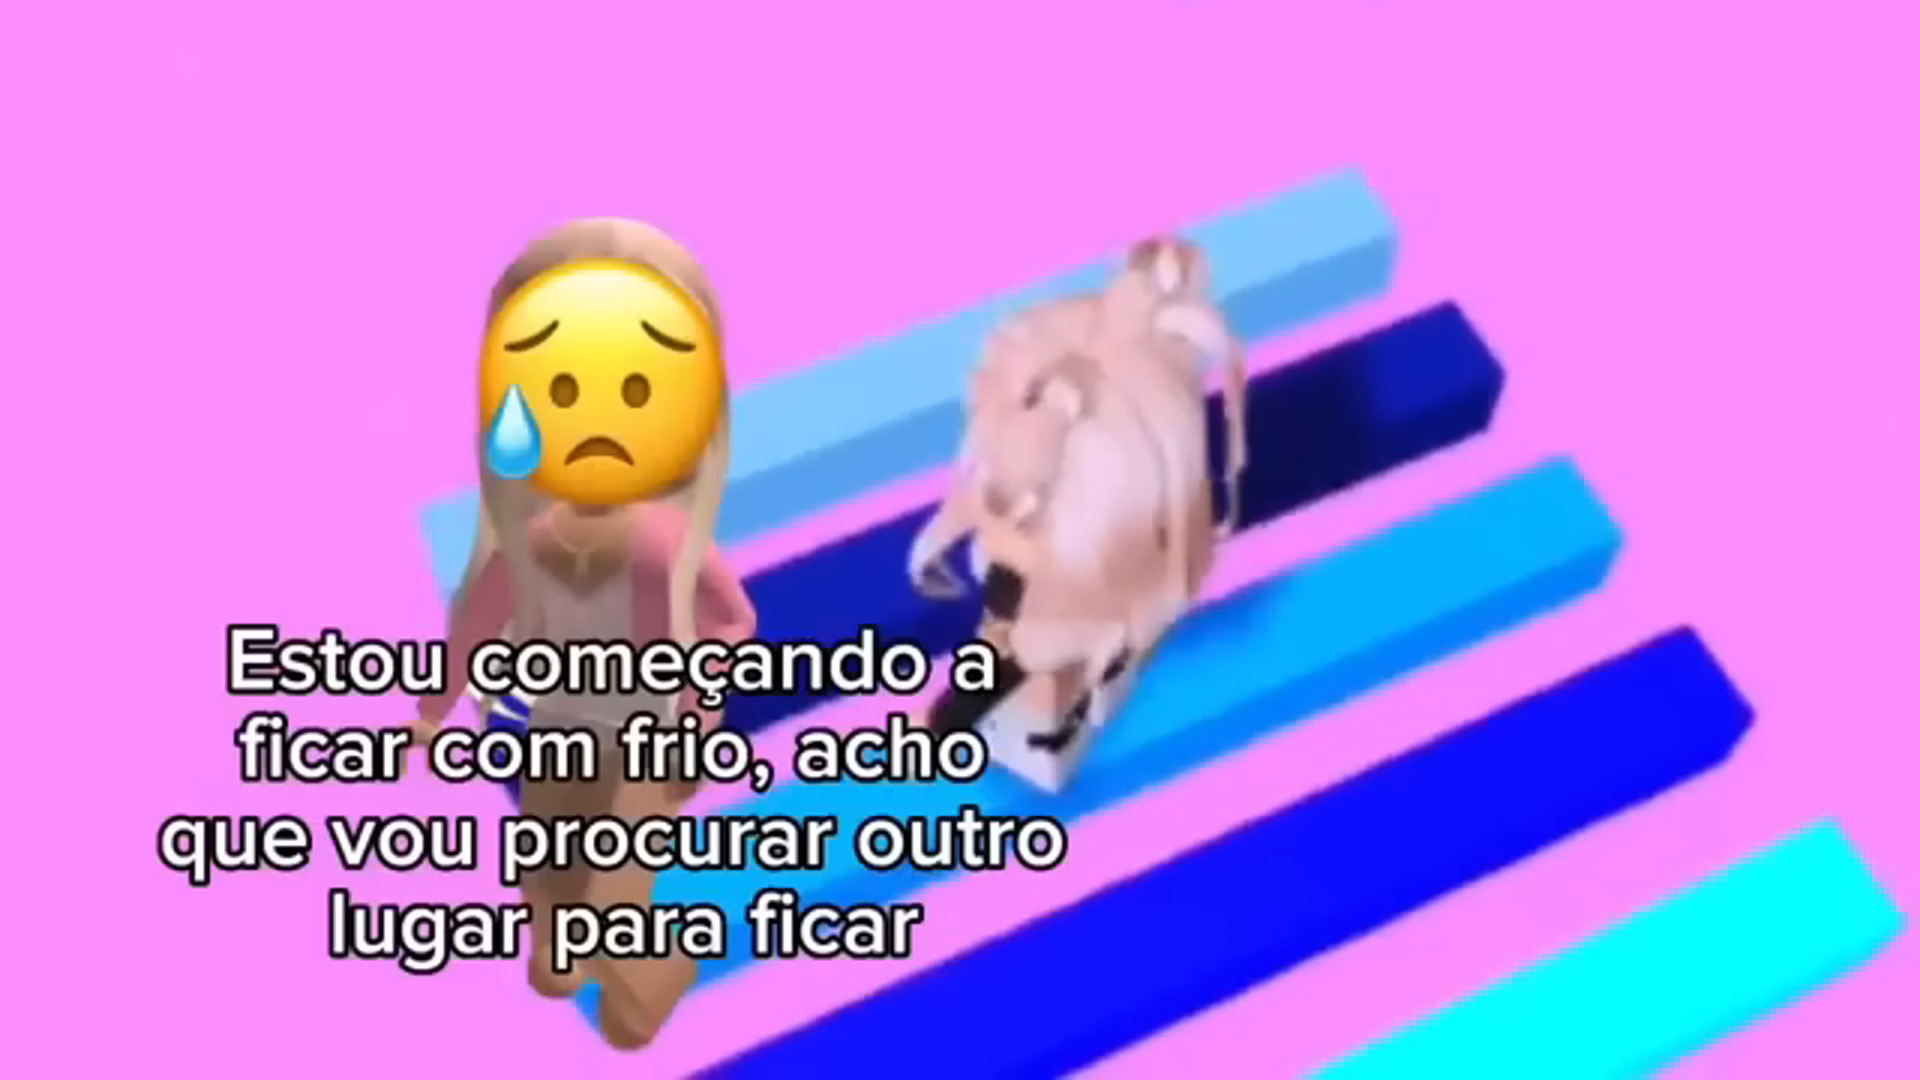 Estou começando a
ficar com frio, acho
que vou procurar outro
lugar para ficar